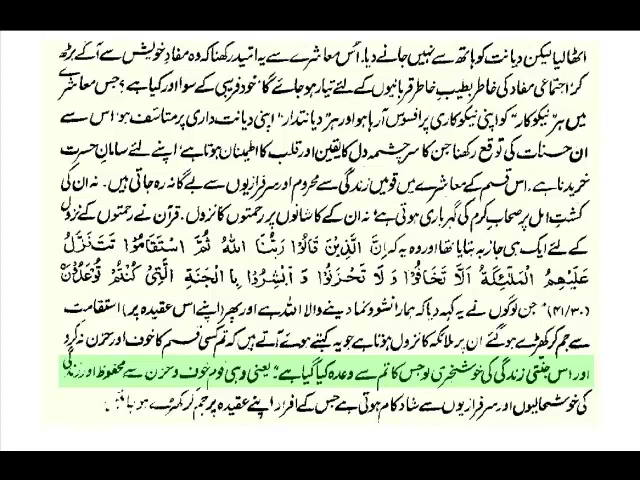 اٹھا لیا لیکن دیانت کو ہاتھ سے نہیں جانے دیا۔ اُس معاشرے سے یہ امید رکھنا کہ وہ مفادِ خویش سے آگے بڑھ
کر، اجتماعی مفاد کی خاطر بطیبِ خاطر قربانیوں کے لئے تیار ہو جائے گا، خود فریبی کے سوا اور کیا ہے؟ جس معاشرے
میں ہر "نیکوکار" کو اپنی نیکوکاری پر افسوس آ رہا ہو اور ہر "دیانتدار" اپنی دیانت داری پر متاسف ہو، اس سے
ان حسنات کی توقع رکھنا جن کا سرچشمہ دل کا یقین اور قلب کا اطمینان ہوتا ہے، اپنے لئے سامانِ حسرت
خریدنا ہے۔ اس قسم کے معاشرے میں قومیں زندگی سے محروم اور سرفرازیوں سے بےگانہ رہ جاتی ہیں۔ نہ ان کی
کشتِ امل پر سحابِ کرم کی گہر باری ہوتی ہے، نہ ان کے کاشانوں پر رحمتوں کا نزول۔ قرآن نے رحمتوں کے نزول
کے لئے ایک ہی جاذبہ بتایا تھا اور وہ یہ کہ اِنَّ الَّذِیْنَ قَالُوْا رَبُّنَا اللّٰهُ ثُمَّ اسْتَقَامُوْا تَتَنَزَّلُ
عَلَیْهِمُ الْمَلٰٓئِكَةُ اَلَّا تَخَافُوْا وَ لَا تَحْزَنُوْا وَ اَبْشِرُوْا بِالْجَنَّةِ الَّتِیْ كُنْتُمْ تُوْعَدُوْنَ
(۴۱/۳۰) "جن لوگوں نے یہ کہہ دیا کہ ہمارا نشوونما دینے والا اللہ ہے اور پھر (اپنے اس عقیدہ پر) استقامت
سے جم کر کھڑے ہو گئے ان پر ملائکہ کا نزول ہوتا ہے جو یہ کہتے ہوئے آتے ہیں کہ تم کسی قسم کا خوف اور حزن نہ کرو
اور اس جنتی زندگی کی خوشخبری لو جس کا تم سے وعدہ کیا گیا ہے" یعنی وہی قوم خوف و حزن سے محفوظ اور زندگی
کی خوشحالیوں اور سرفرازیوں سے شادکام ہوتی ہے جس کے افراد اپنے عقیدہ پر جم کر کھڑے ہو جائیں